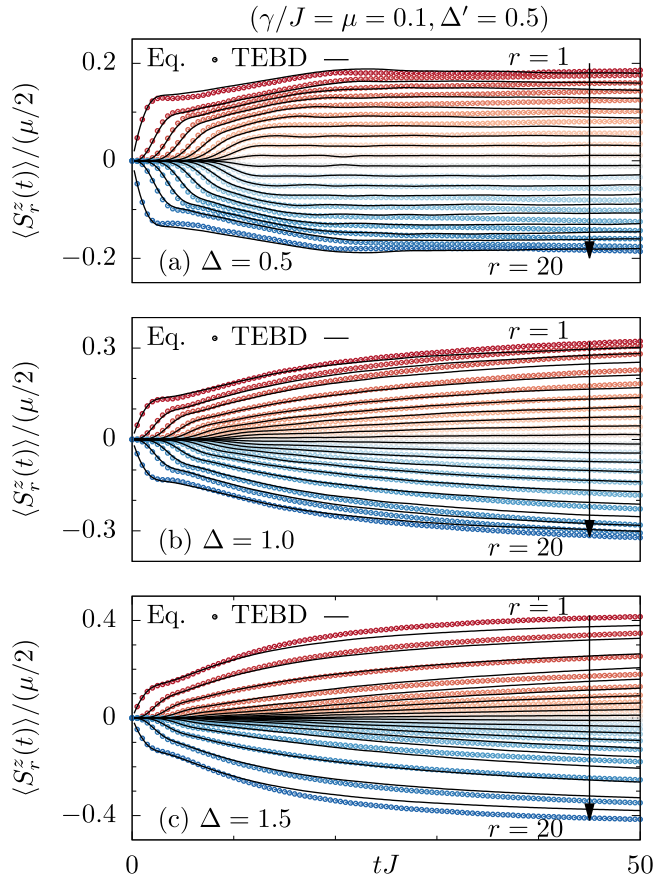 (γ/J = μ = 0.1, Δ′ = 0.5)
⟨S_r^z(t)⟩/(μ/2)
0.2
0
−0.2
Eq. TEBD
r = 1
(a) Δ = 0.5
r = 20
⟨S_r^z(t)⟩/(μ/2)
0.3
0
−0.3
Eq. TEBD
r = 1
(b) Δ = 1.0
r = 20
⟨S_r^z(t)⟩/(μ/2)
0.4
0
−0.4
Eq. TEBD
r = 1
(c) Δ = 1.5
r = 20
0 tJ 50